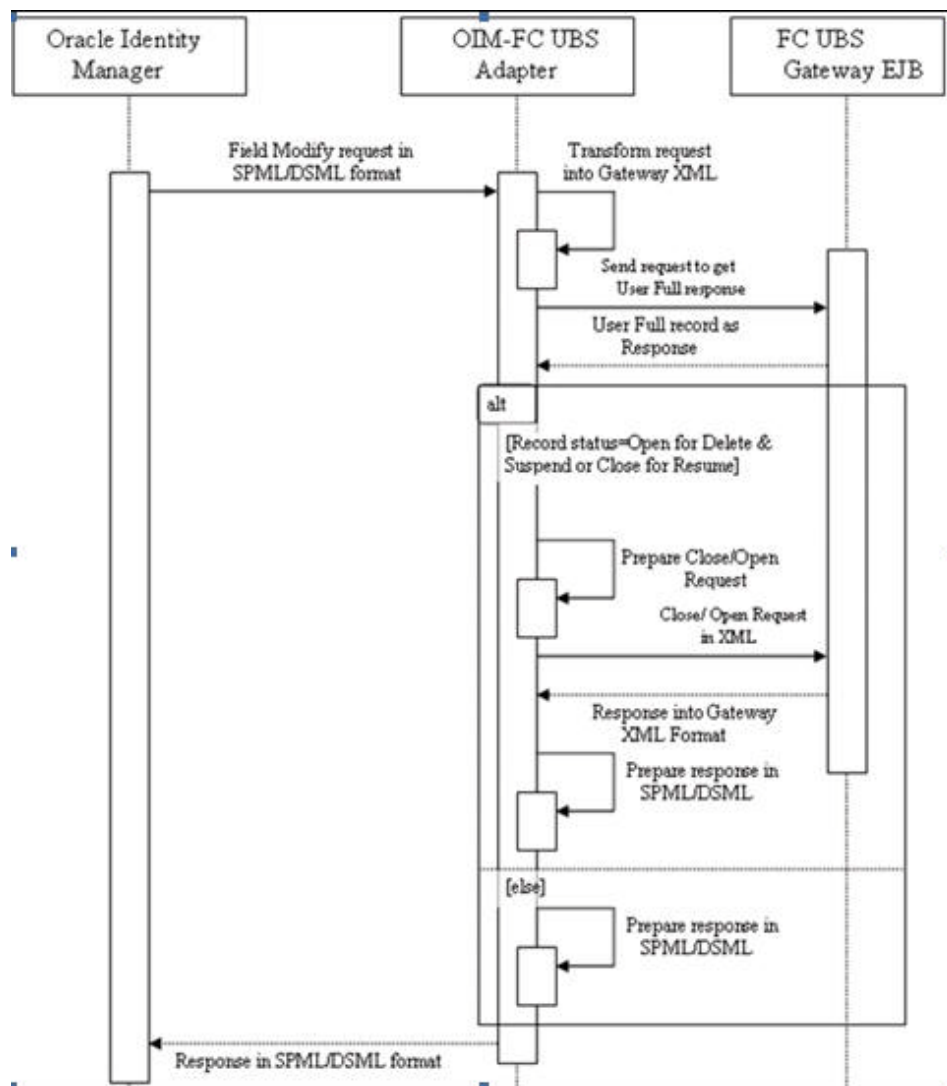 Oracle Identity
Manager
OIM-FC UBS
Adapter
FC UBS
Gateway EJB
Field Modify request in
SPML/DSML format
Transform request
into Gateway XML
Send request to get
User Full response
User Full record as
Response
alt
[Record status=Open for Delete &
Suspend or Close for Resume]
Prepare Close/Open
Request
Close/ Open Request
in XML
Response into Gateway
XML Format
Prepare response in
SPML/DSML
[else]
Prepare response in
SPML/DSML
Response in SPML/DSML format